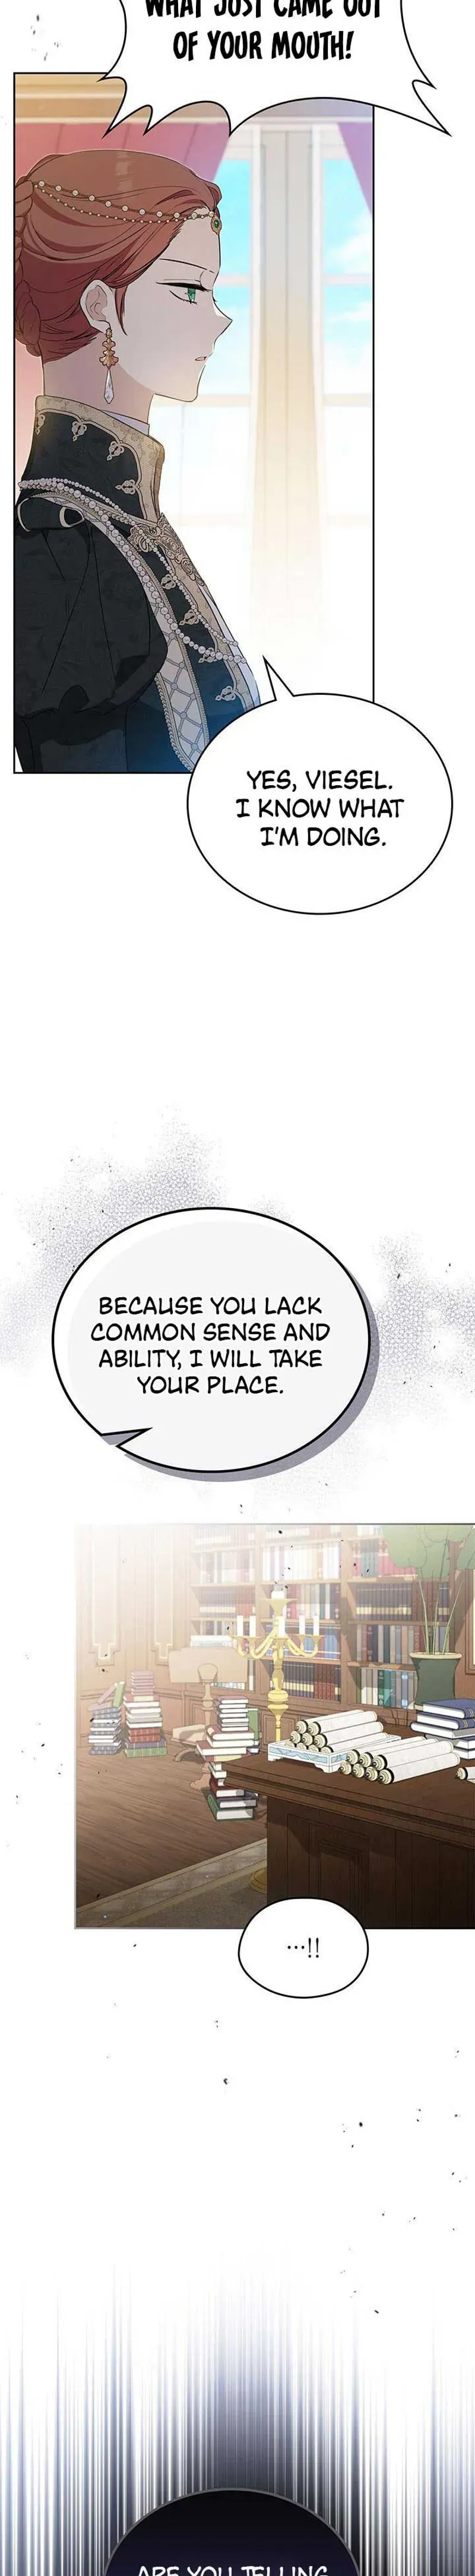 WHAT JUST CAME OUT
OF YOUR MOUTH!
YES, VIESEL.
I KNOW WHAT
I'M DOING.
BECAUSE YOU LACK
COMMON SENSE AND
ABILITY, I WILL TAKE
YOUR PLACE.
...!!
ARE YOU TELLING